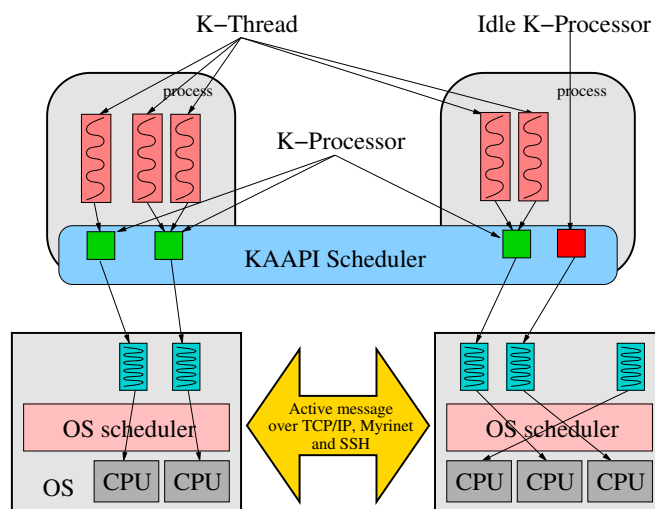 K−Thread
Idle K−Processor
process
process
K−Processor
KAAPI Scheduler
Active message
over TCP/IP, Myrinet
and SSH
OS scheduler
OS scheduler
OS
CPU
CPU
CPU
CPU
CPU